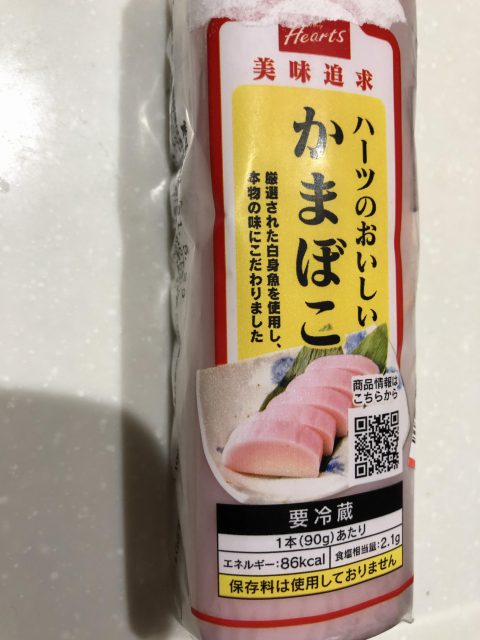 Hearts
美味追求
ハーツのおいしい
かまぼこ
厳選された白身魚を使用し、
本物の味にこだわりました
商品情報は
こちらから
要冷蔵
1本(90g)あたり
エネルギー:86kcal 食塩相当量:2.1g
保存料は使用しておりません